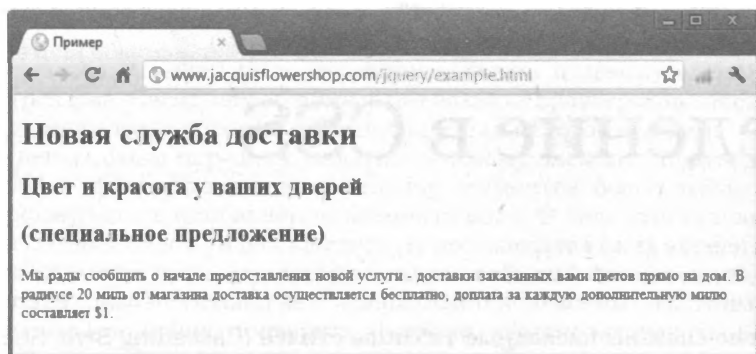 Пример
www.jacquisflowershop.com/jquery/example.html
Новая служба доставки
Цвет и красота у ваших дверей
(специальное предложение)
Мы рады сообщить о начале предоставления новой услуги - доставки заказанных вами цветов прямо на дом. В
радиусе 20 миль от магазина доставка осуществляется бесплатно, доплата за каждую дополнительную милю
составляет $1.